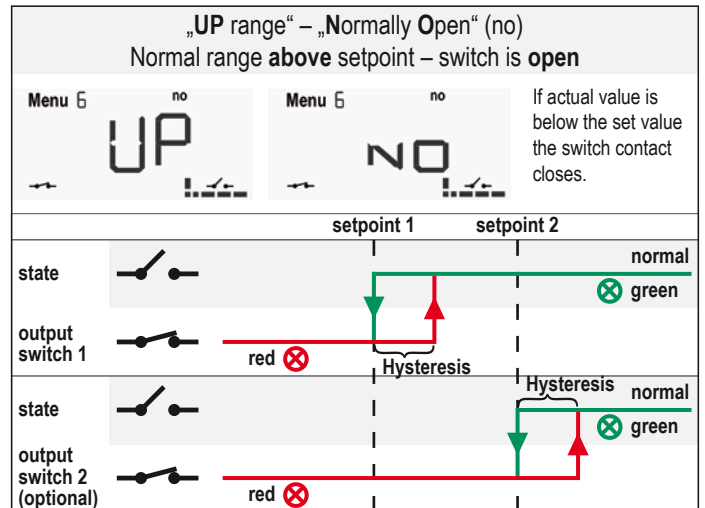 „UP range“ – „Normally Open“ (no)
Normal range above setpoint – switch is open
Menu 6 no
UP
Menu 6 no
NO
If actual value is
below the set value
the switch contact
closes.
setpoint 1 setpoint 2
state
normal
green
output
switch 1
red
Hysteresis
state
Hysteresis
normal
green
output
switch 2
(optional)
red